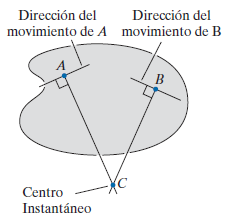 Dirección del
movimiento de A
Dirección del
movimiento de B
A
B
C
Centro
Instantáneo